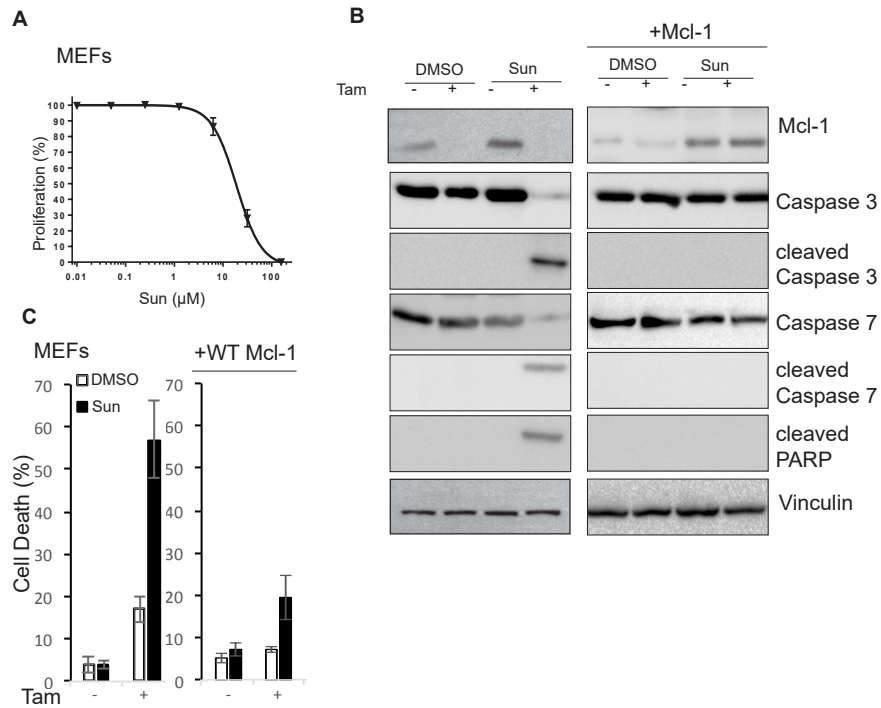 A
MEFs
Proliferation (%)
100
90
80
70
60
50
40
30
20
10
0
0.01
0.1
1
10
100
Sun (µM)
B
+Mcl-1
DMSO
Sun
DMSO
Sun
Tam
- + - +
- + - +
Mcl-1
Caspase 3
cleaved
Caspase 3
Caspase 7
cleaved
Caspase 7
cleaved
PARP
Vinculin
C
MEFs
+WT Mcl-1
DMSO
Sun
Cell Death (%)
70
60
50
40
30
20
10
0
70
60
50
40
30
20
10
0
Tam
- +
- +